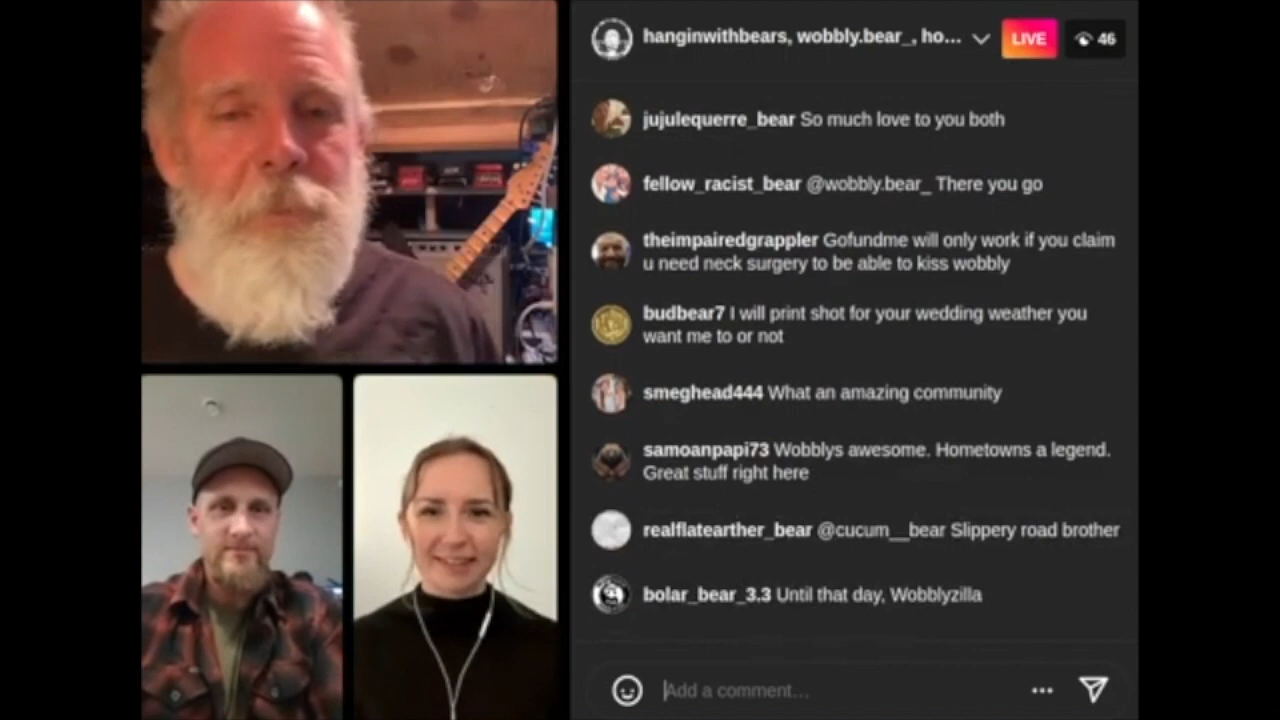 hanginwithbears, wobbly.bear_, ho...
LIVE
46
jujulequerre_bear So much love to you both
fellow_racist_bear @wobbly.bear_ There you go
theimpairedgrappler Gofundme will only work if you claim
u need neck surgery to be able to kiss wobbly
budbear7 I will print shot for your wedding weather you
want me to or not
smeghead444 What an amazing community
samoanpapi73 Wobblys awesome. Hometowns a legend.
Great stuff right here
realflatearther_bear @cucum__bear Slippery road brother
bolar_bear_3.3 Until that day, Wobblyzilla
Add a comment...